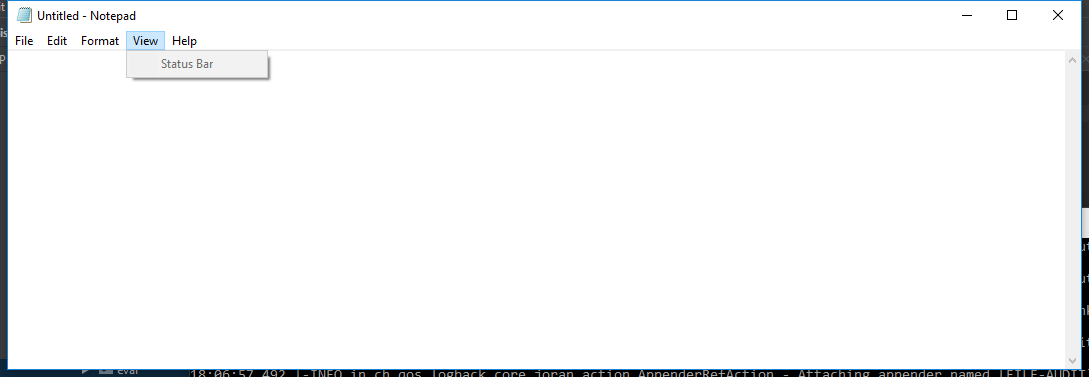 Untitled - Notepad
File Edit Format View Help
Status Bar
eval
18:06:57,492 |-INFO in ch.qos.logback.core.joran.action.AppenderRefAction - Attaching appender named [FILE-AUDIT